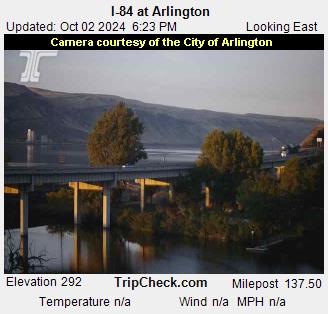 I-84 at Arlington
Updated: Oct 02 2024 6:23 PM Looking East
Camera courtesy of the City of Arlington
Elevation 292 TripCheck.com Milepost 137.50
Temperature n/a Wind n/a MPH n/a